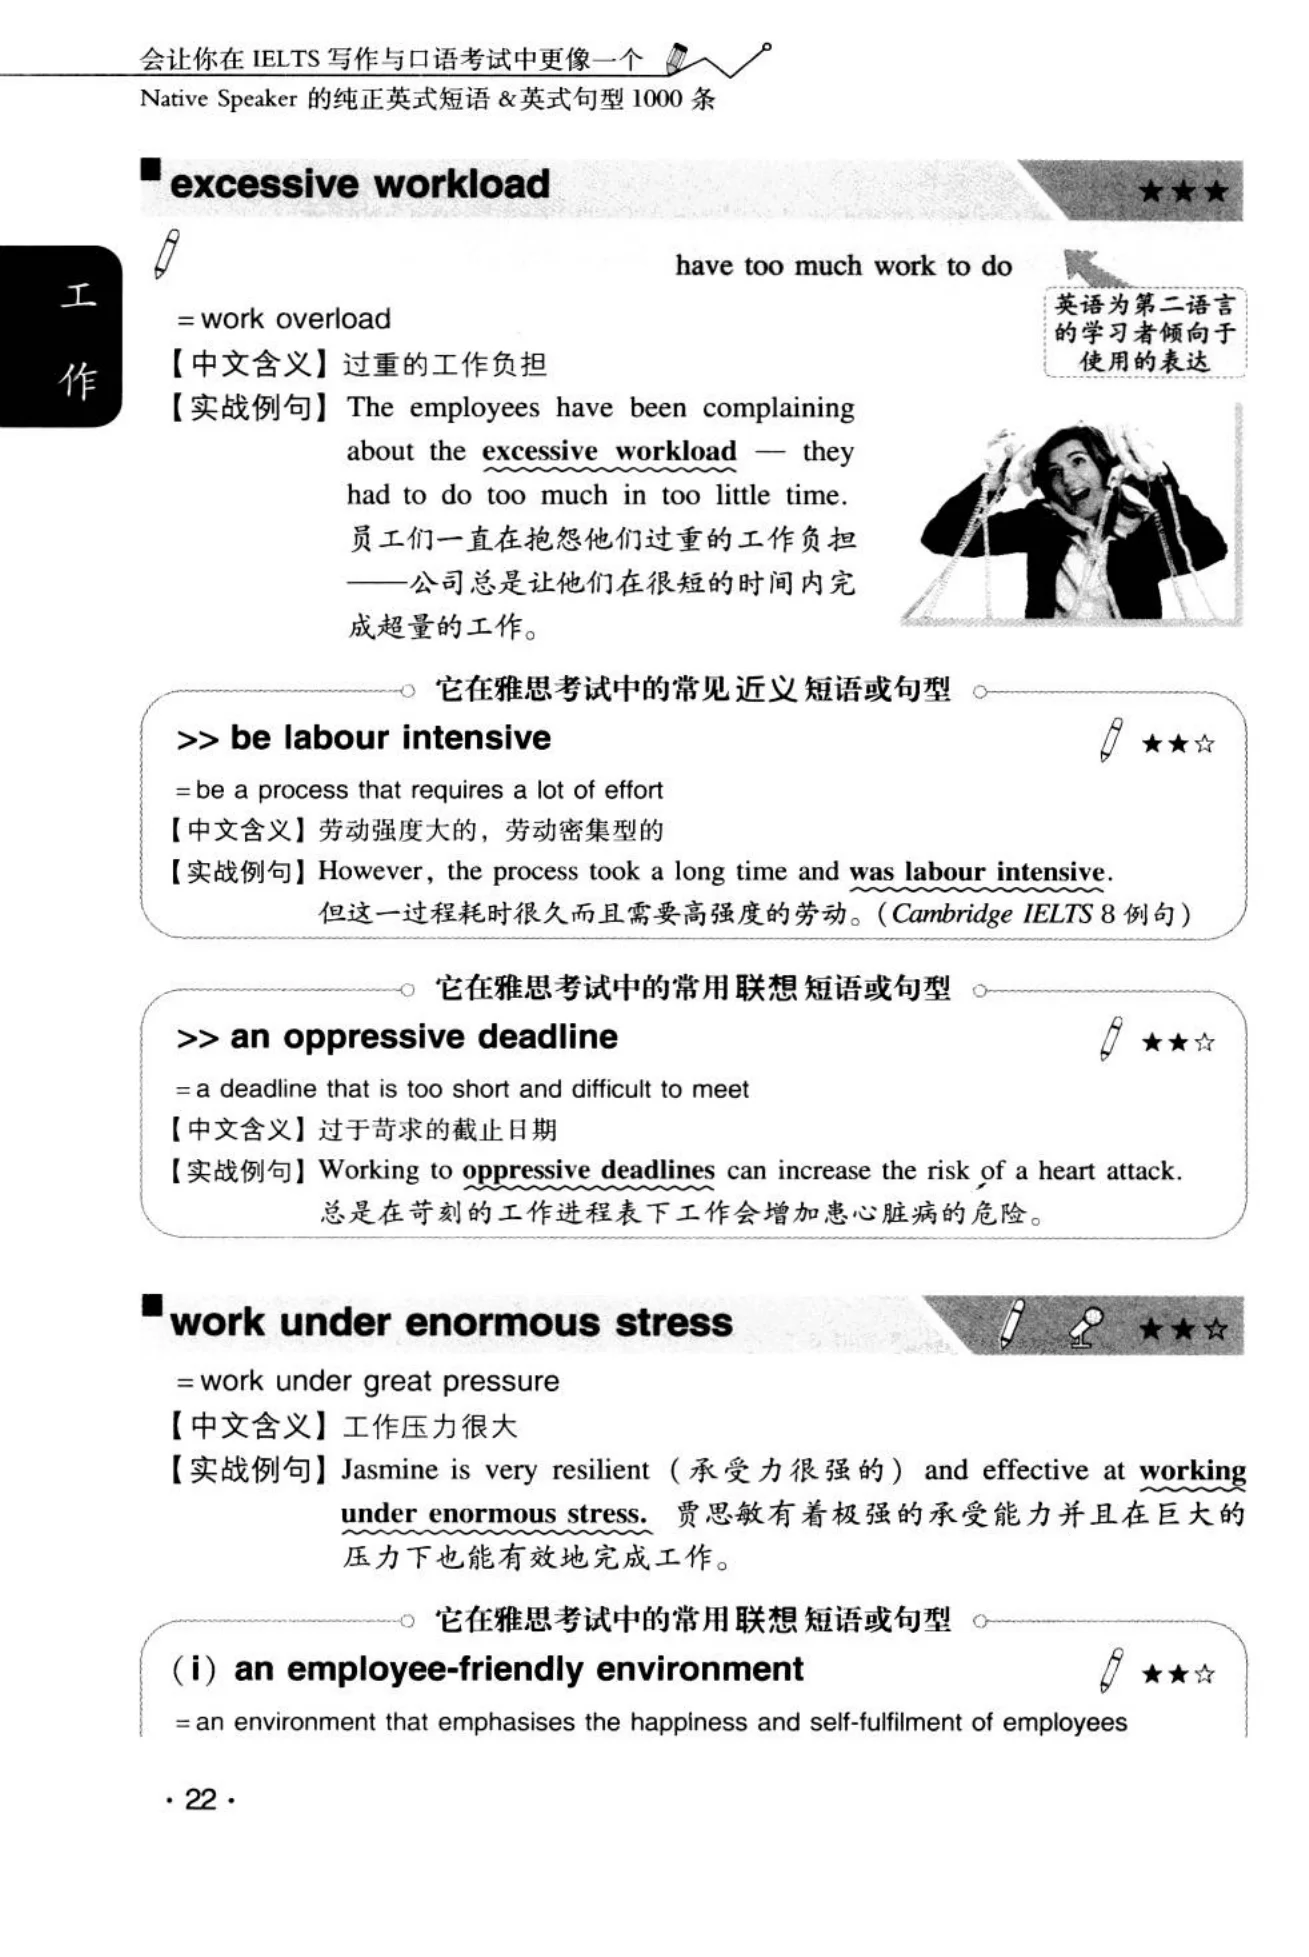 会让你在 IELTS 写作与口语考试中更像一个
Native Speaker 的纯正英式短语 & 英式句型 1000 条
工作
excessive workload ★★★
have too much work to do
英语为第二语言
的学习者倾向于
使用的表达
= work overload
【中文含义】过重的工作负担
【实战例句】The employees have been complaining
about the excessive workload — they
had to do too much in too little time.
员工们一直在抱怨他们过重的工作负担
——公司总是让他们在很短的时间内完
成超量的工作。
它在雅思考试中的常见近义短语或句型
>> be labour intensive ★★☆
= be a process that requires a lot of effort
【中文含义】劳动强度大的，劳动密集型的
【实战例句】However, the process took a long time and was labour intensive.
但这一过程耗时很久而且需要高强度的劳动。(Cambridge IELTS 8 例句)
它在雅思考试中的常用联想短语或句型
>> an oppressive deadline ★★☆
= a deadline that is too short and difficult to meet
【中文含义】过于苛求的截止日期
【实战例句】Working to oppressive deadlines can increase the risk of a heart attack.
总是在苛刻的工作进程表下工作会增加患心脏病的危险。
work under enormous stress ★★☆
= work under great pressure
【中文含义】工作压力很大
【实战例句】Jasmine is very resilient (承受力很强的) and effective at working
under enormous stress. 贾思敏有着极强的承受能力并且在巨大的
压力下也能有效地完成工作。
它在雅思考试中的常用联想短语或句型
(i) an employee-friendly environment ★★☆
= an environment that emphasises the happiness and self-fulfilment of employees
· 22 ·